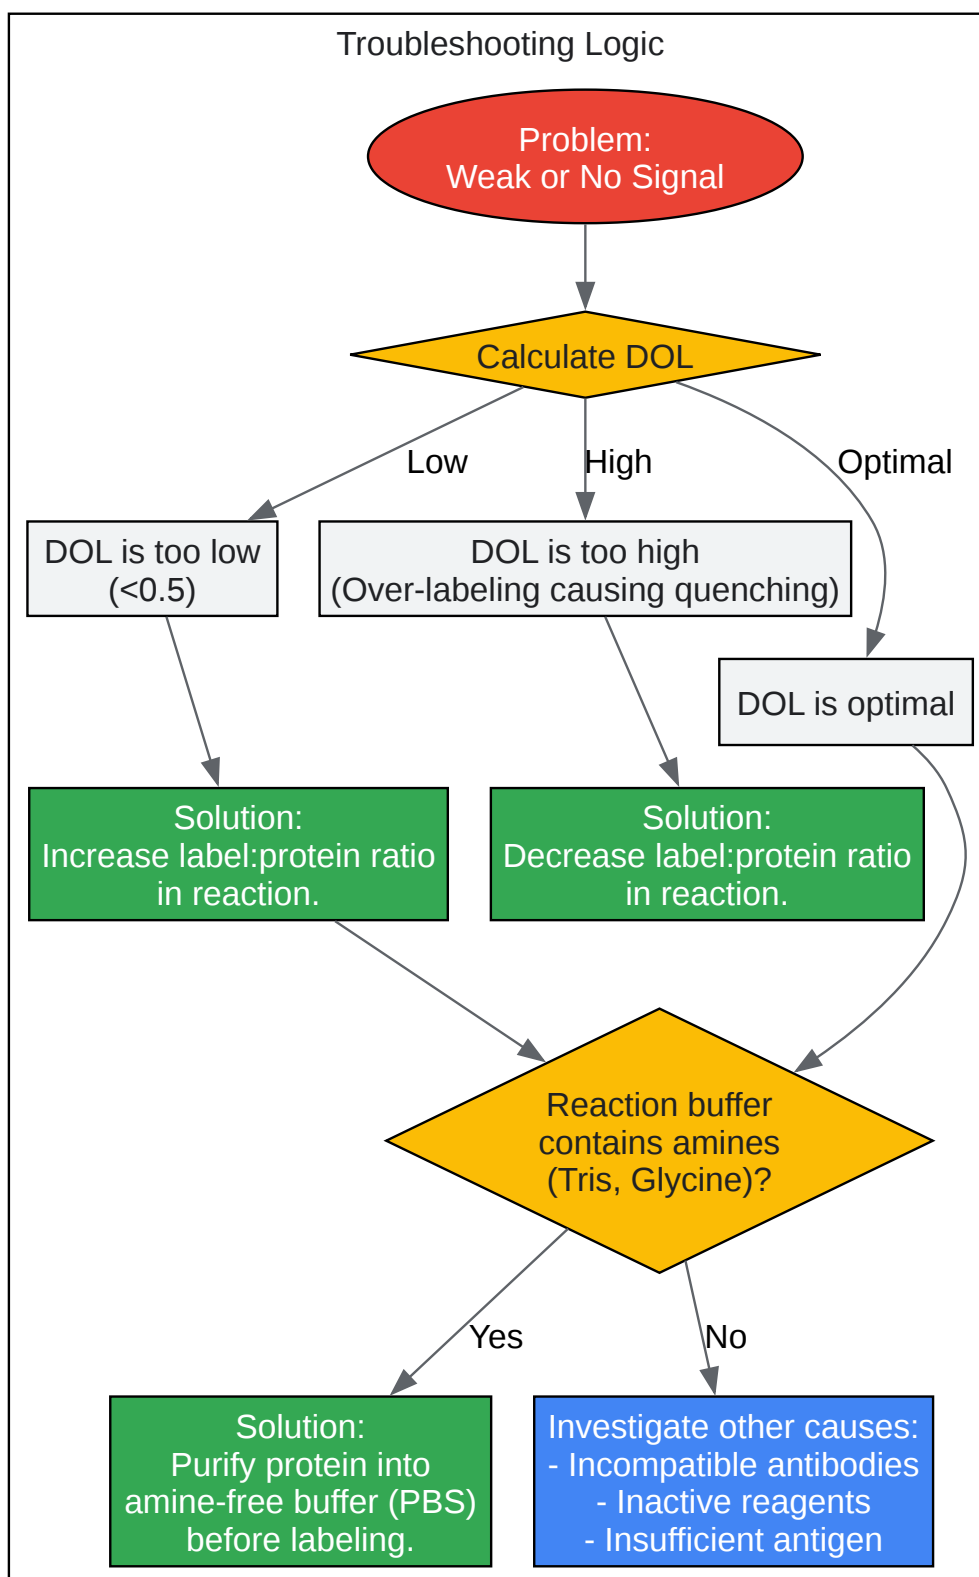 Troubleshooting Logic
Problem:
Weak or No Signal
Calculate DOL
Low
High
Optimal
DOL is too low
(<0.5)
DOL is too high
(Over-labeling causing quenching)
DOL is optimal
Solution:
Increase label:protein ratio
in reaction.
Solution:
Decrease label:protein ratio
in reaction.
Reaction buffer
contains amines
(Tris, Glycine)?
Yes
No
Solution:
Purify protein into
amine-free buffer (PBS)
before labeling.
Investigate other causes:
- Incompatible antibodies
- Inactive reagents
- Insufficient antigen